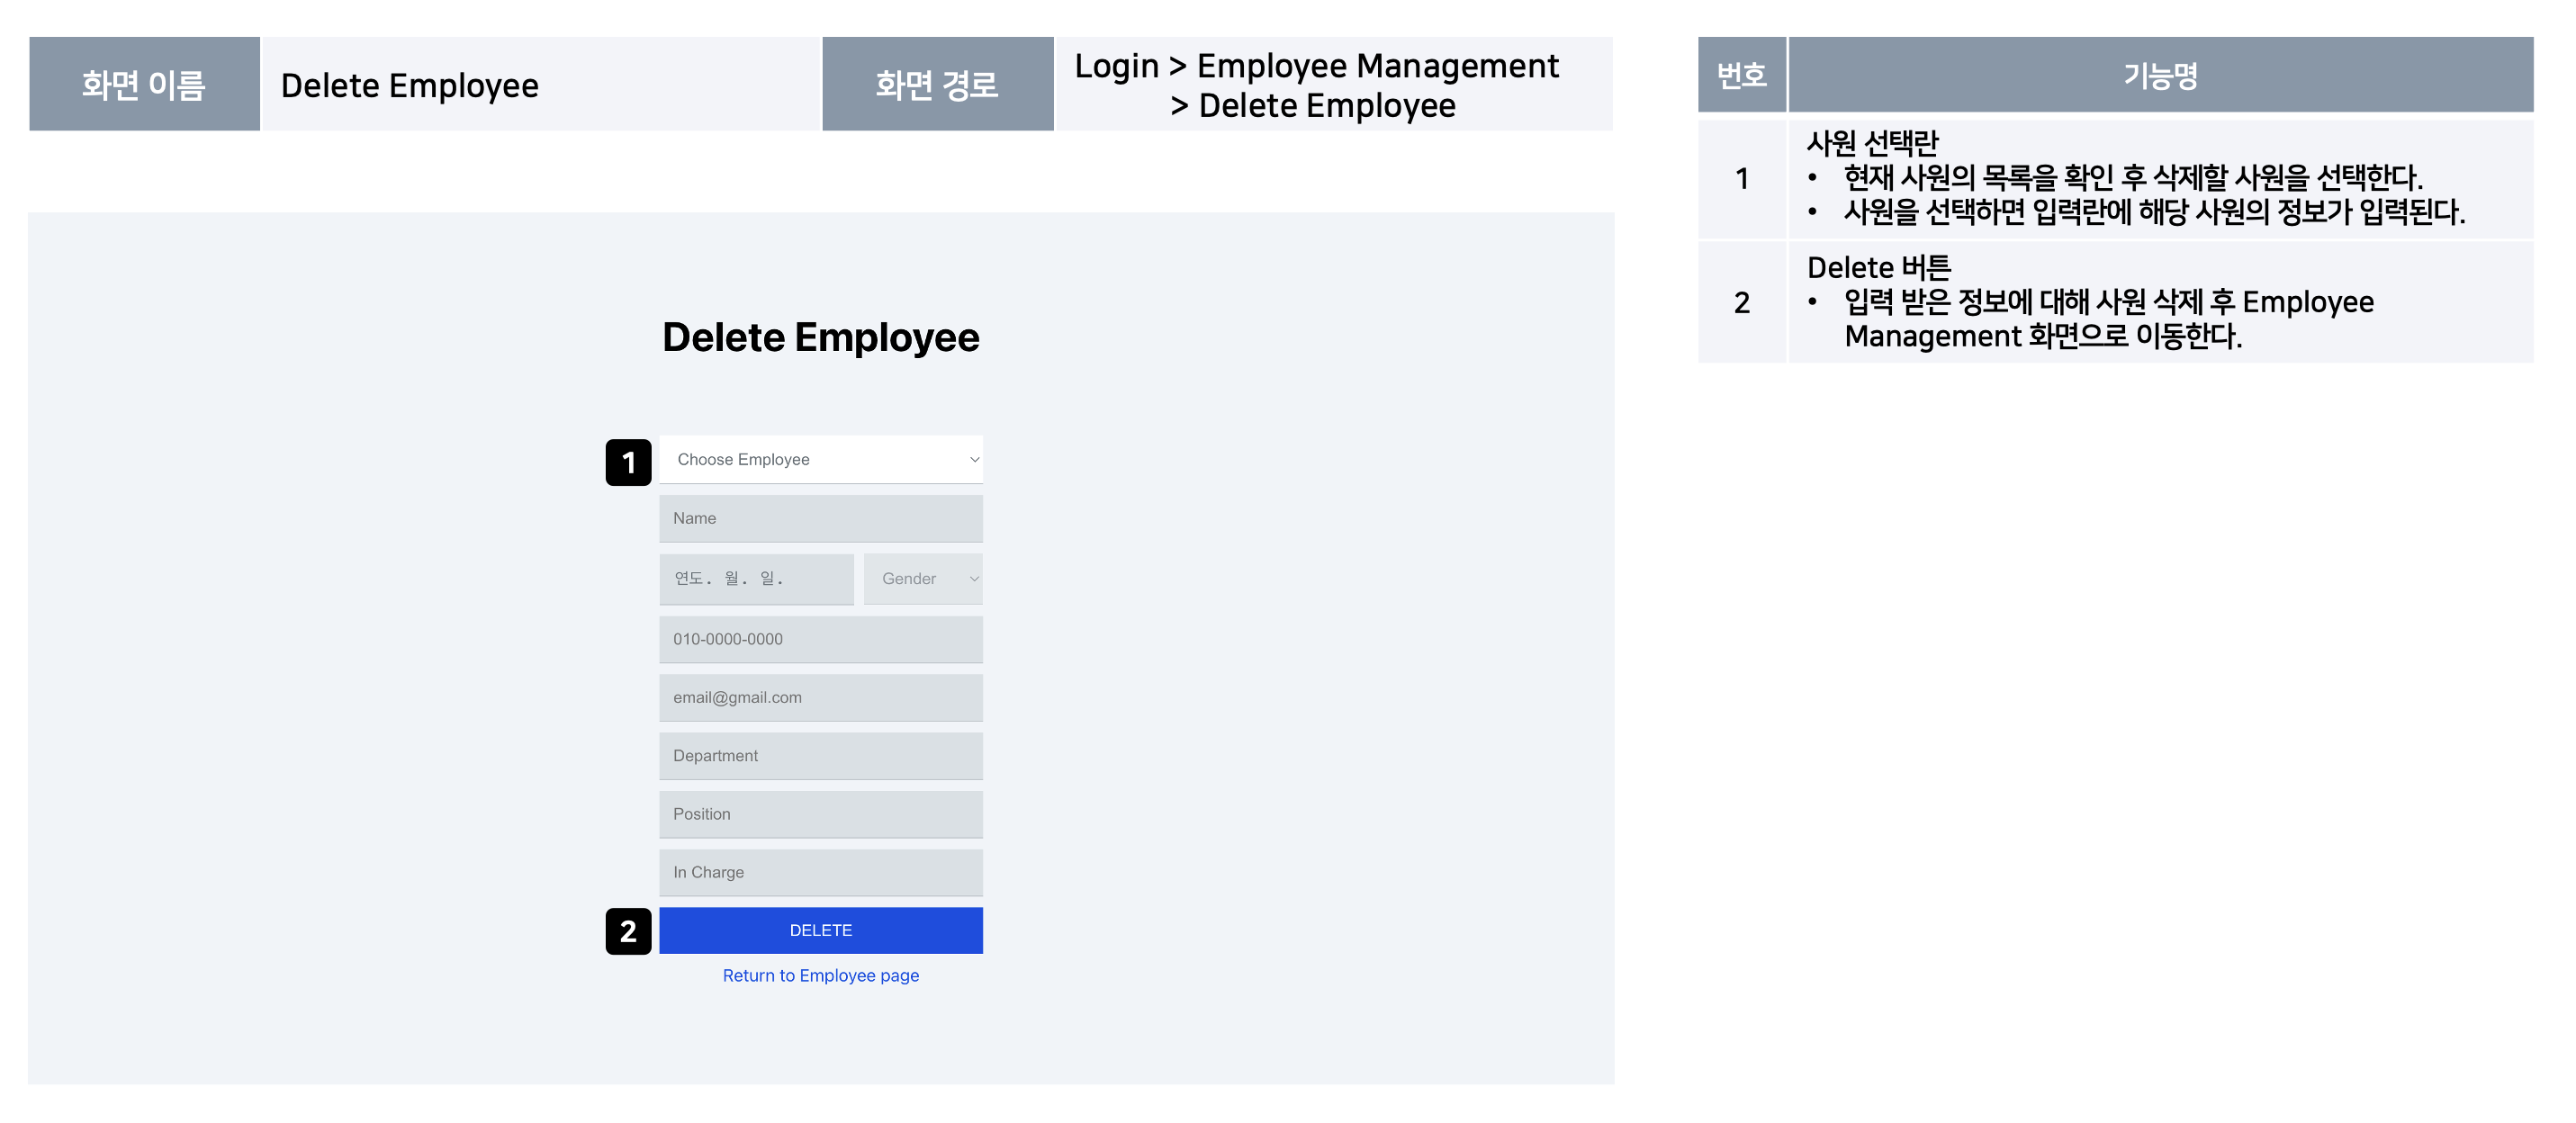 화면 이름
Delete Employee
화면 경로
Login > Employee Management
> Delete Employee
Delete Employee
1
Choose Employee
Name
연도. 월. 일.
Gender
010-0000-0000
email@gmail.com
Department
Position
In Charge
2
DELETE
Return to Employee page
번호
기능명
1
사원 선택란
• 현재 사원의 목록을 확인 후 삭제할 사원을 선택한다.
• 사원을 선택하면 입력란에 해당 사원의 정보가 입력된다.
2
Delete 버튼
• 입력 받은 정보에 대해 사원 삭제 후 Employee
Management 화면으로 이동한다.